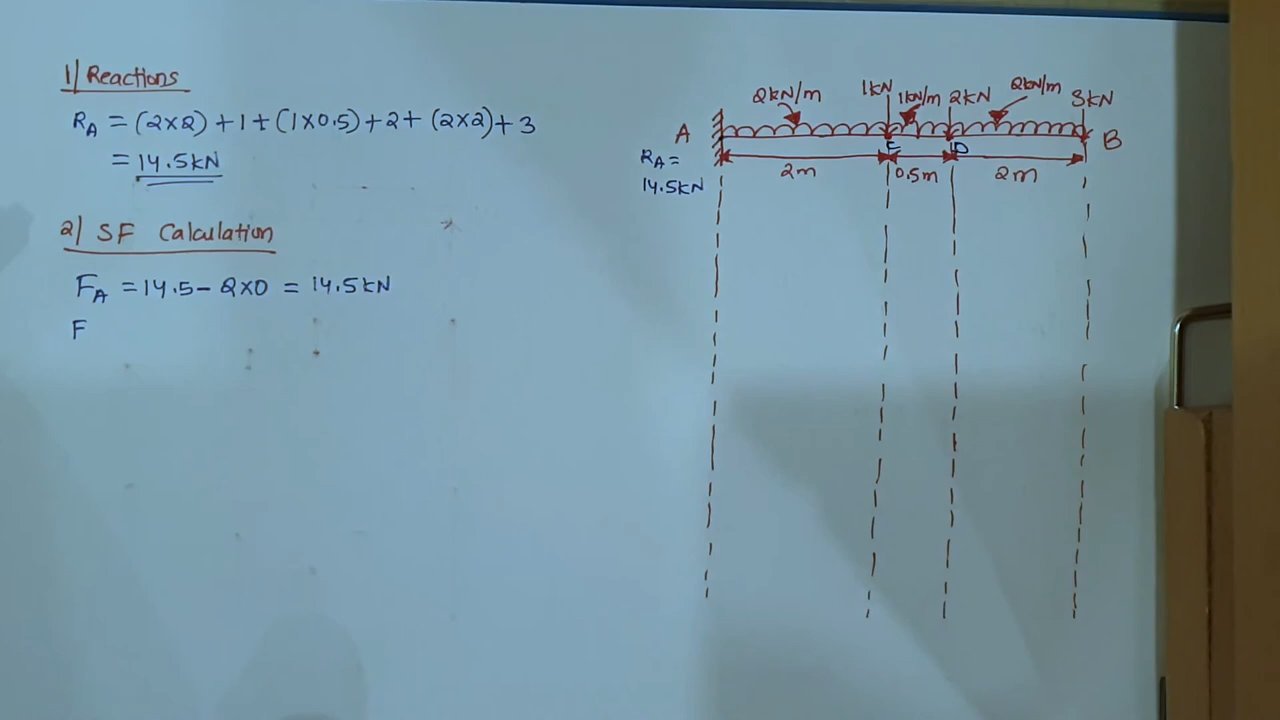 1) Reactions
RA = (2×2) + 1 + (1×0.5) + 2 + (2×2) + 3
= 14.5kN
2) SF Calculation
FA = 14.5 - 2×0 = 14.5kN
F
2kN/m 1kN 1kN/m 2kN 2kN/m 3kN
A C D B
RA =
14.5kN
2m 0.5m 2m